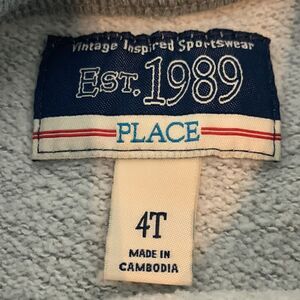 Vintage Inspired Sportswear
EST. 1989
PLACE
4T
MADE IN
CAMBODIA